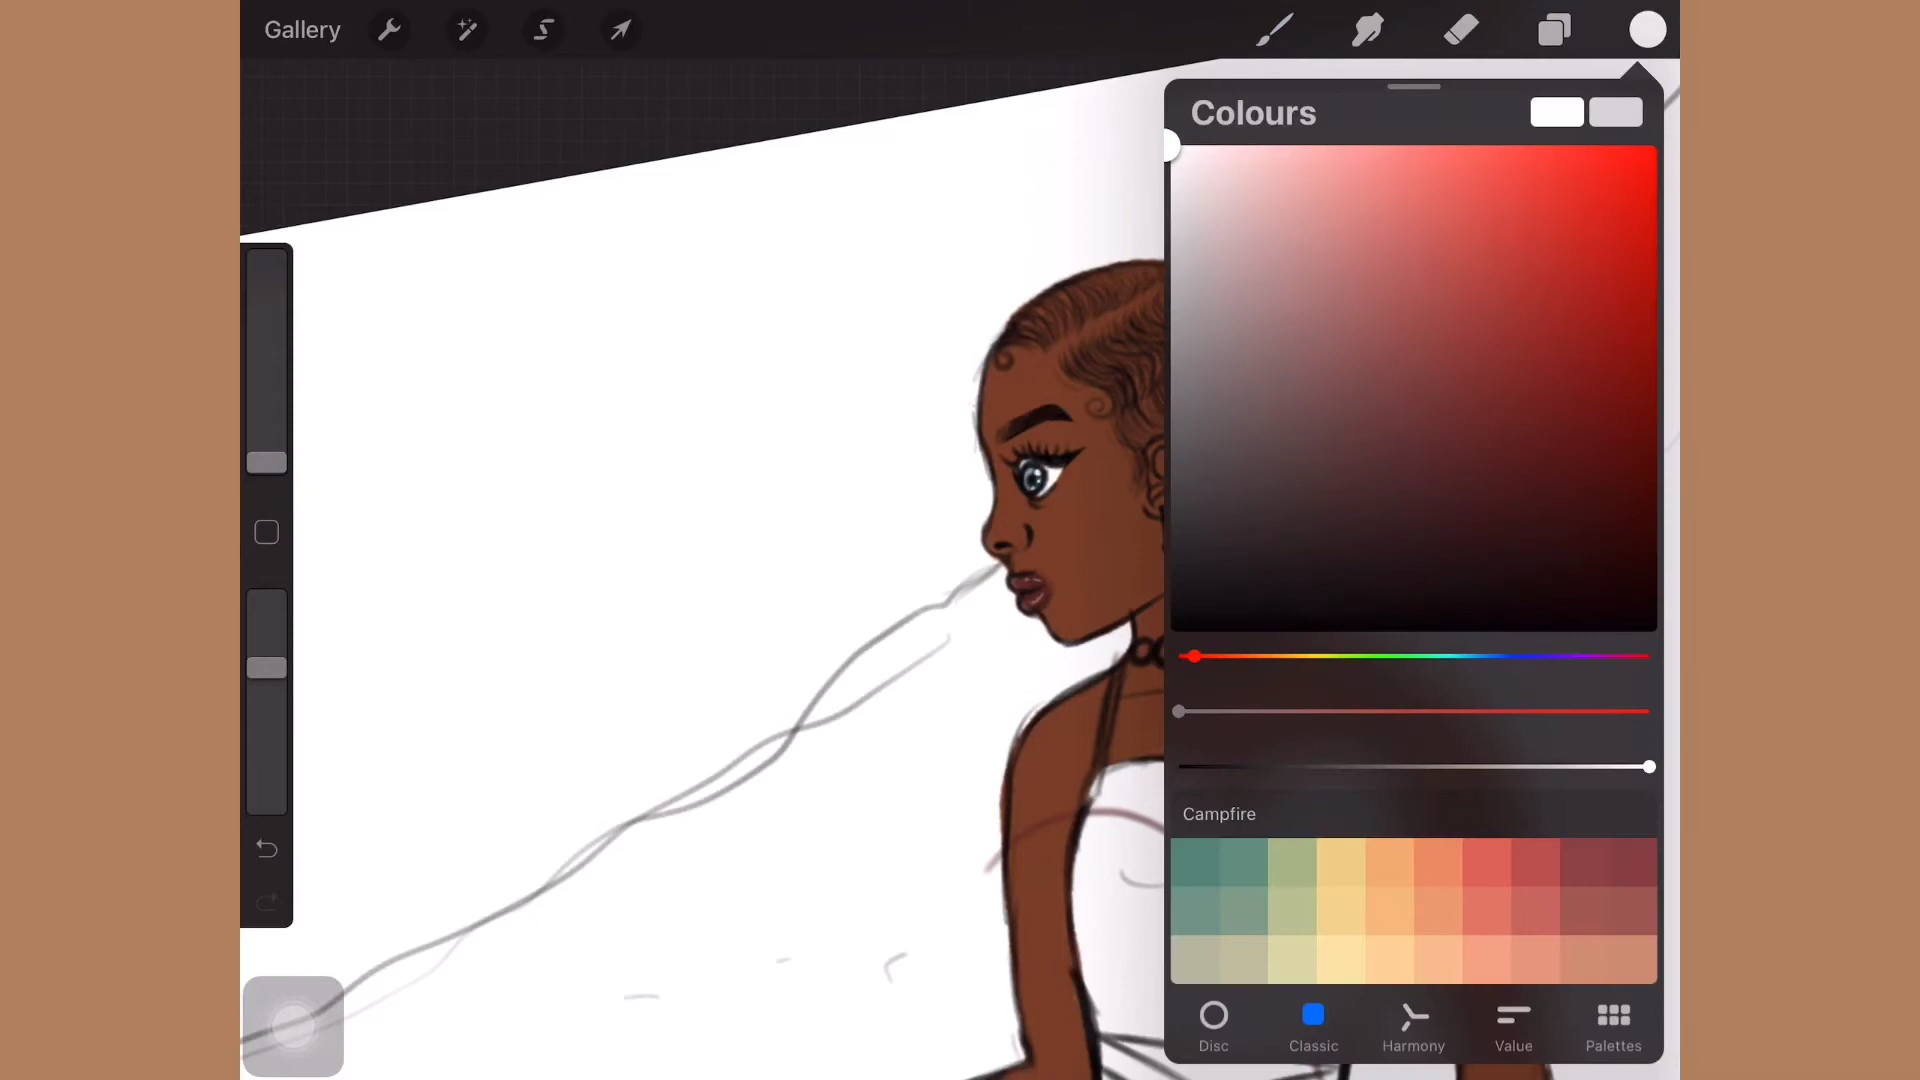 Gallery
Colours
Campfire
Disc
Classic
Harmony
Value
Palettes